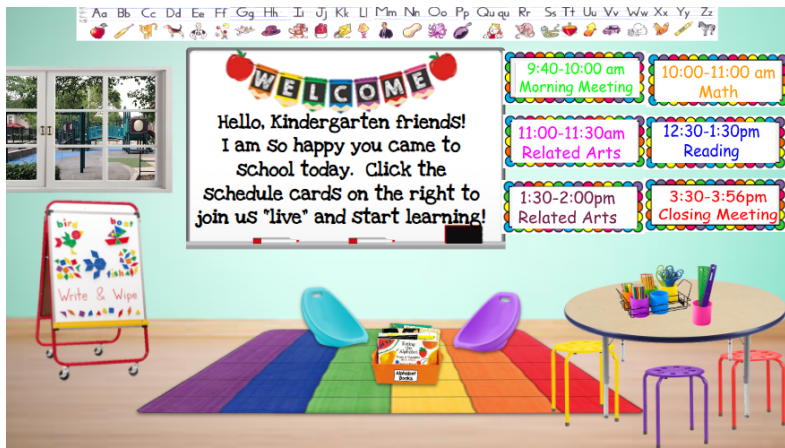 Aa Bb Cc Dd Ee Ff Gg Hh Ii Jj Kk Ll Mm Nn Oo Pp Qu qu Rr Ss Tt Uu Vv Ww Xx Yy Zz
WELCOME
Hello, Kindergarten friends!
I am so happy you came to
school today. Click the
schedule cards on the right to
join us "live" and start learning!
9:40-10:00 am
Morning Meeting
10:00-11:00 am
Math
11:00-11:30am
Related Arts
12:30-1:30pm
Reading
1:30-2:00pm
Related Arts
3:30-3:56pm
Closing Meeting
bird boat
fish
Write & Wipe
Eating
the
Alphabet
Alphabet
Books